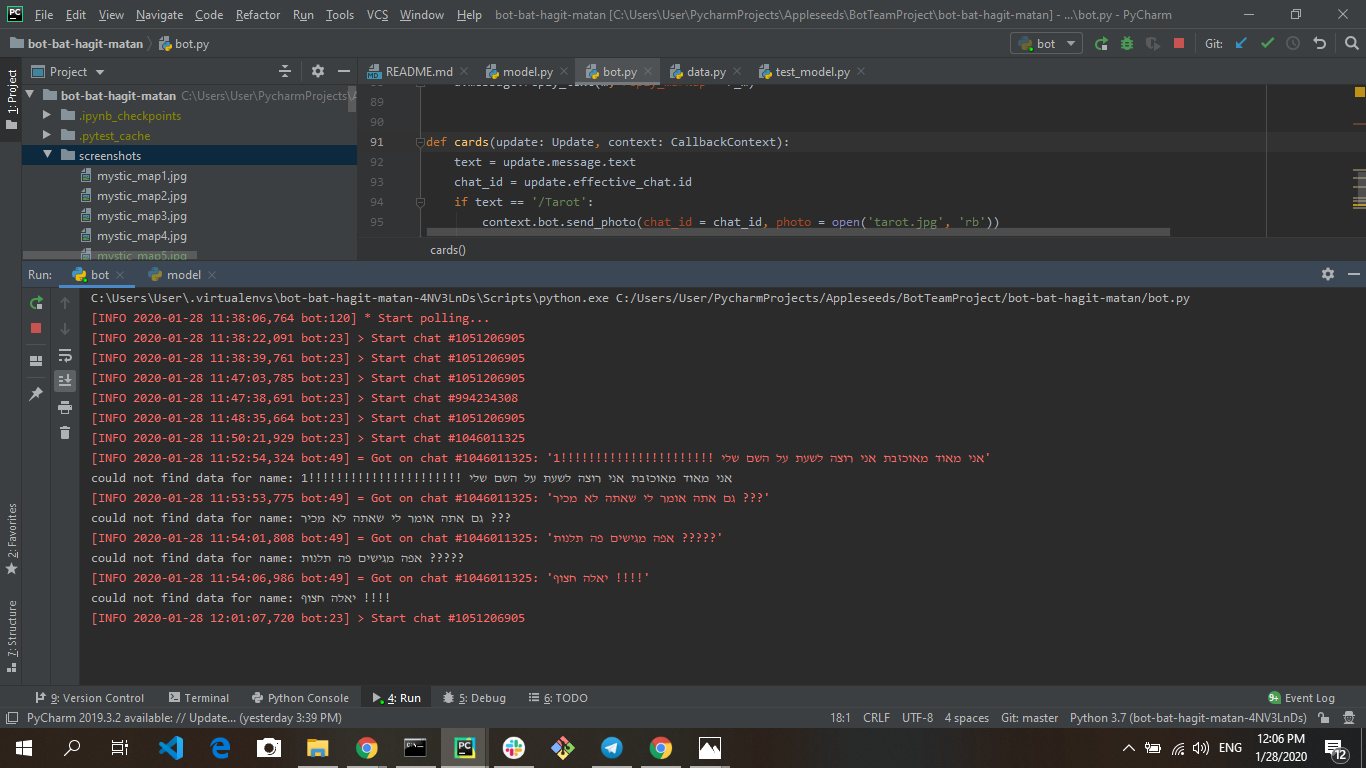 File Edit View Navigate Code Refactor Run Tools VCS Window Help bot-bat-hagit-matan [C:\Users\User\PycharmProjects\Appleseeds\BotTeamProject\bot-bat-hagit-matan] - ...\bot.py - PyCharm
bot-bat-hagit-matan bot.py bot Git:
1: Project
Project
README.md model.py bot.py data.py test_model.py
bot-bat-hagit-matan C:\Users\User\PycharmProjects\
.ipynb_checkpoints
.pytest_cache
screenshots
mystic_map1.jpg
mystic_map2.jpg
mystic_map3.jpg
mystic_map4.jpg
mystic_map5.jpg
89
90
91 def cards(update: Update, context: CallbackContext):
92 text = update.message.text
93 chat_id = update.effective_chat.id
94 if text == '/Tarot':
95 context.bot.send_photo(chat_id = chat_id, photo = open('tarot.jpg', 'rb'))
cards()
Run: bot model
C:\Users\User\.virtualenvs\bot-bat-hagit-matan-4NV3LnDs\Scripts\python.exe C:/Users/User/PycharmProjects/Appleseeds/BotTeamProject/bot-bat-hagit-matan/bot.py
[INFO 2020-01-28 11:38:06,764 bot:120] * Start polling...
[INFO 2020-01-28 11:38:22,091 bot:23] > Start chat #1051206905
[INFO 2020-01-28 11:38:39,761 bot:23] > Start chat #1051206905
[INFO 2020-01-28 11:47:03,785 bot:23] > Start chat #1051206905
[INFO 2020-01-28 11:47:38,691 bot:23] > Start chat #994234308
[INFO 2020-01-28 11:48:35,664 bot:23] > Start chat #1051206905
[INFO 2020-01-28 11:50:21,929 bot:23] > Start chat #1046011325
[INFO 2020-01-28 11:52:54,324 bot:49] = Got on chat #1046011325: 'אני מאוד מאוכזבת אני רוצה לשעת על השם שלי !!!!!!!!!!!!!!!!!!!!!!1'
could not find data for name: אני מאוד מאוכזבת אני רוצה לשעת על השם שלי !!!!!!!!!!!!!!!!!!!!!!1
[INFO 2020-01-28 11:53:53,775 bot:49] = Got on chat #1046011325: 'גם אתה אומר לי שאתה לא מכיר ???'
could not find data for name: גם אתה אומר לי שאתה לא מכיר ???
[INFO 2020-01-28 11:54:01,808 bot:49] = Got on chat #1046011325: 'אפה מגישים פה תלנות ?????'
could not find data for name: אפה מגישים פה תלנות ?????
[INFO 2020-01-28 11:54:06,986 bot:49] = Got on chat #1046011325: 'יאלה חצוף !!!!'
could not find data for name: יאלה חצוף !!!!
[INFO 2020-01-28 12:01:07,720 bot:23] > Start chat #1051206905
2: Favorites
7: Structure
9: Version Control Terminal Python Console 4: Run 5: Debug 6: TODO 9+ Event Log
PyCharm 2019.3.2 available: // Update... (yesterday 3:39 PM) 18:1 CRLF UTF-8 4 spaces Git: master Python 3.7 (bot-bat-hagit-matan-4NV3LnDs)
ENG 12:06 PM
1/28/2020 12